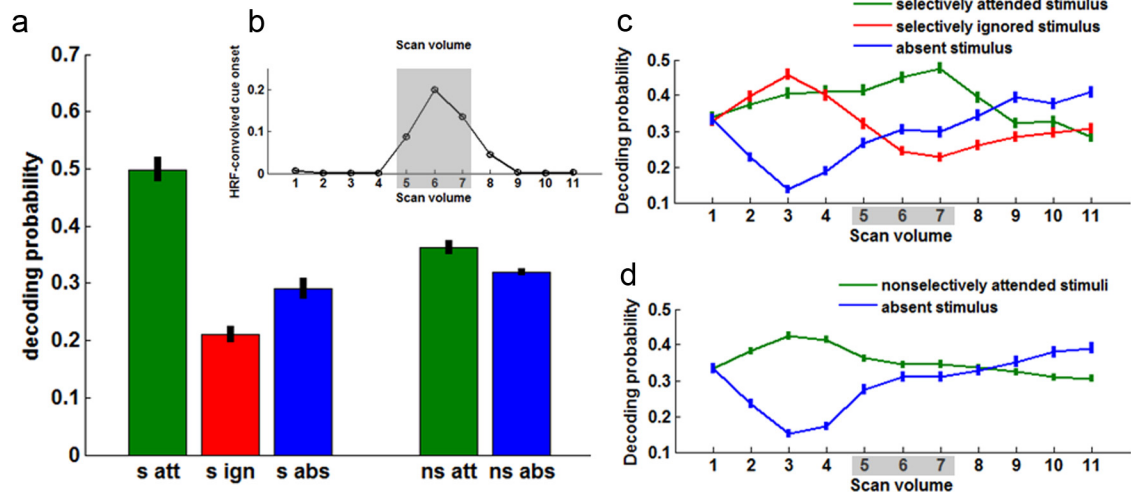 a
decoding probability
0.7
0.6
0.5
0.4
0.3
0.2
0.1
0
s att s ign s abs ns att ns abs
b
Scan volume
HRF-convolved cue onset
0.2
0.1
0
1 2 3 4 5 6 7 8 9 10 11
Scan volume
c
selectively attended stimulus
selectively ignored stimulus
absent stimulus
Decoding probability
0.5
0.4
0.3
0.2
0.1
1 2 3 4 5 6 7 8 9 10 11
Scan volume
d
nonselectively attended stimuli
absent stimulus
Decoding probability
0.5
0.4
0.3
0.2
0.1
1 2 3 4 5 6 7 8 9 10 11
Scan volume